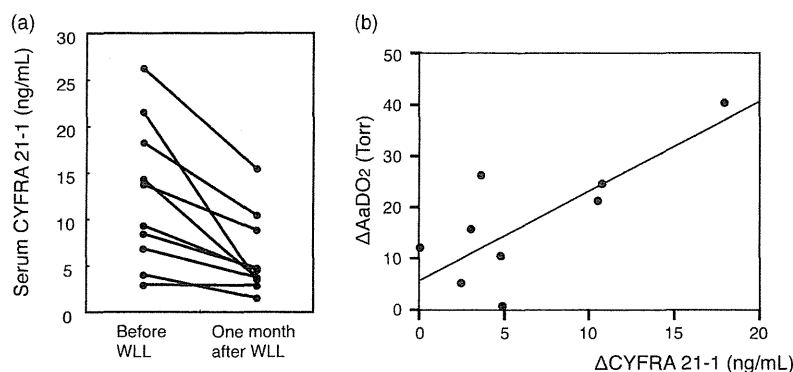 (a)
Serum CYFRA 21-1 (ng/mL)
30
25
20
15
10
5
0
Before
WLL
One month
after WLL
(b)
ΔAaDO2 (Torr)
50
40
30
20
10
0
0
5
10
15
20
ΔCYFRA 21-1 (ng/mL)